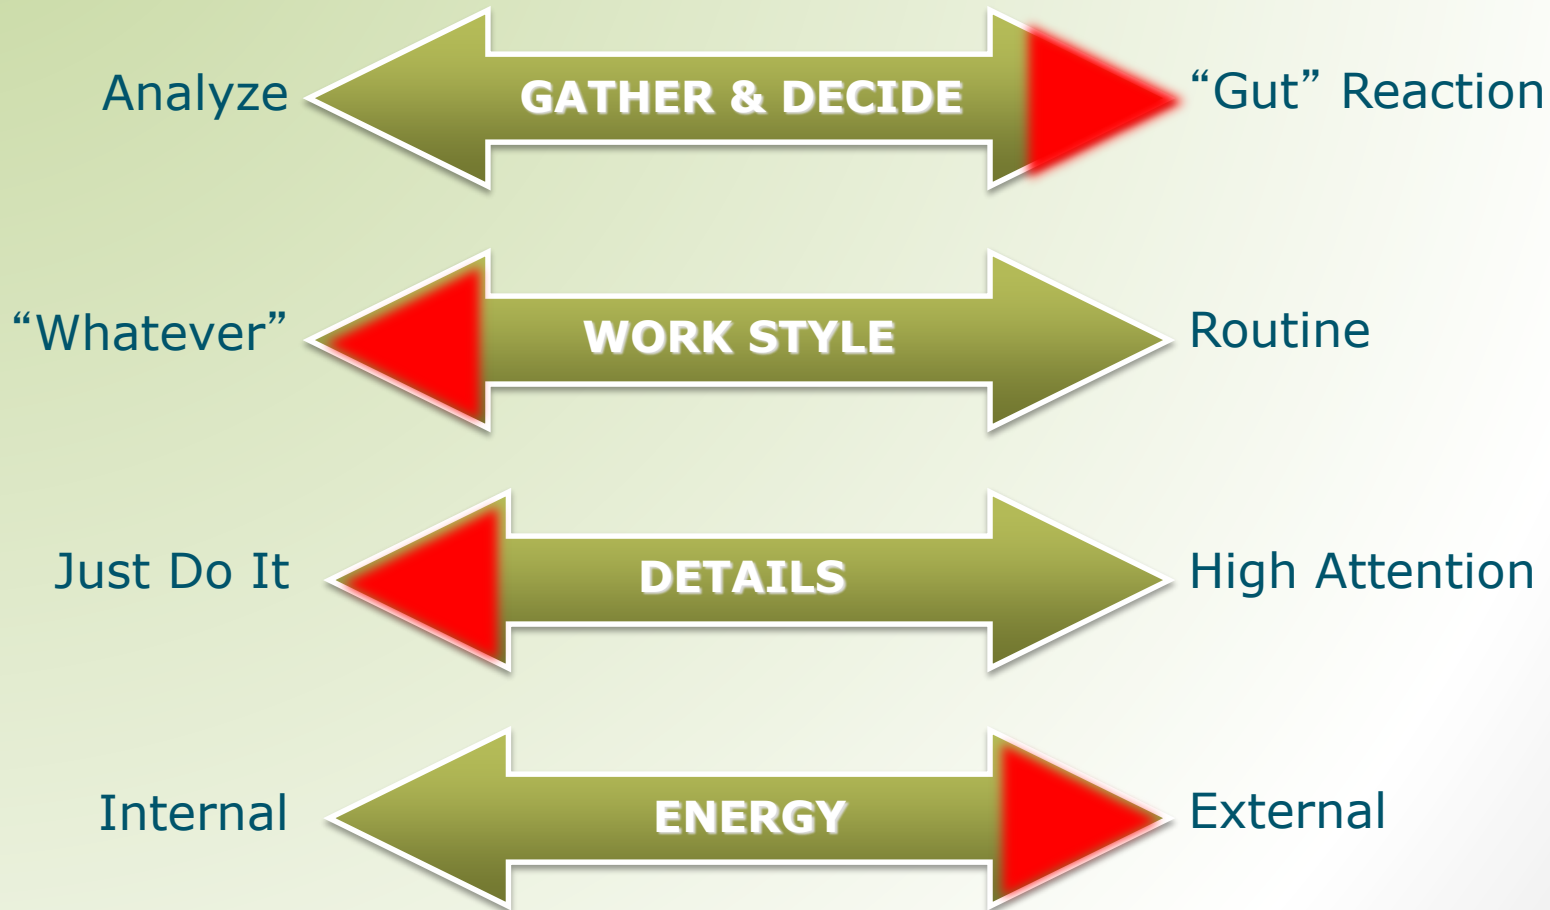 Analyze GATHER & DECIDE “Gut” Reaction
“Whatever” WORK STYLE Routine
Just Do It DETAILS High Attention
Internal ENERGY External